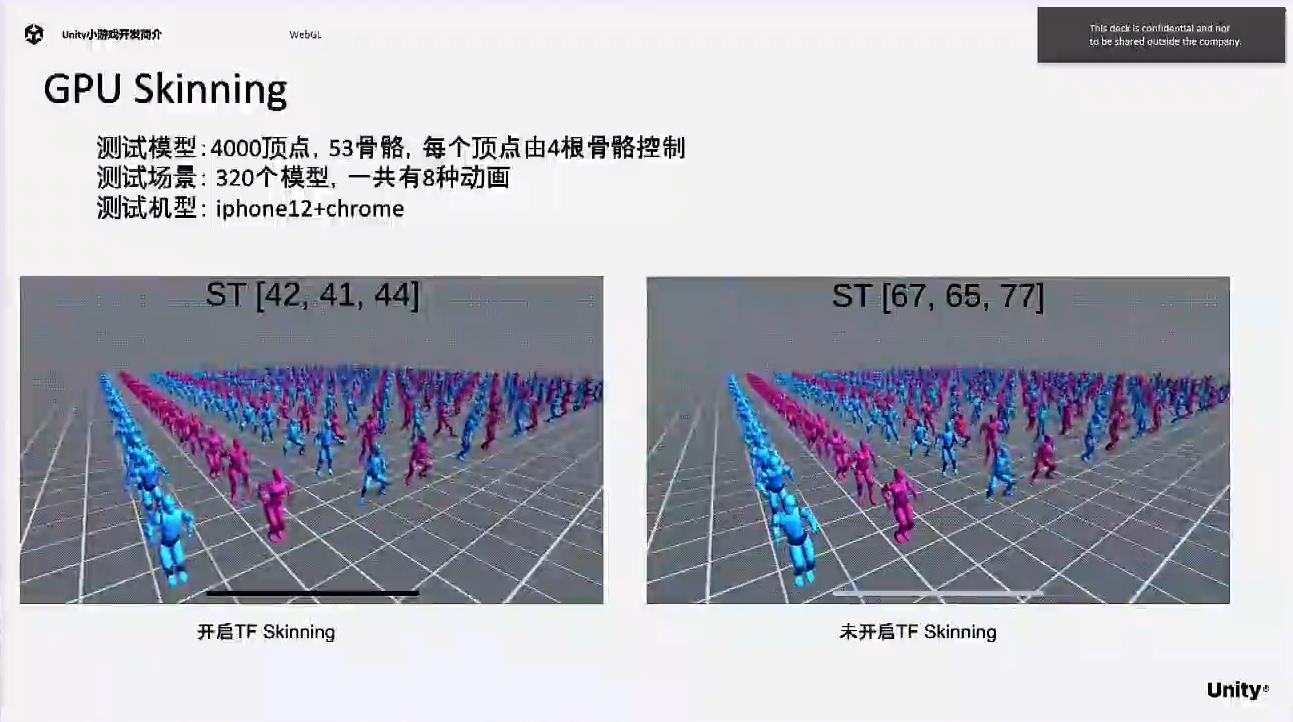 Unity小游戏开发简介
WebGL
This deck is confidential and not
to be shared outside the company.
GPU Skinning
测试模型：4000顶点，53骨骼，每个顶点由4根骨骼控制
测试场景：320个模型，一共有8种动画
测试机型：iphone12+chrome
ST [42, 41, 44]
ST [67, 65, 77]
开启TF Skinning
未开启TF Skinning
Unity®